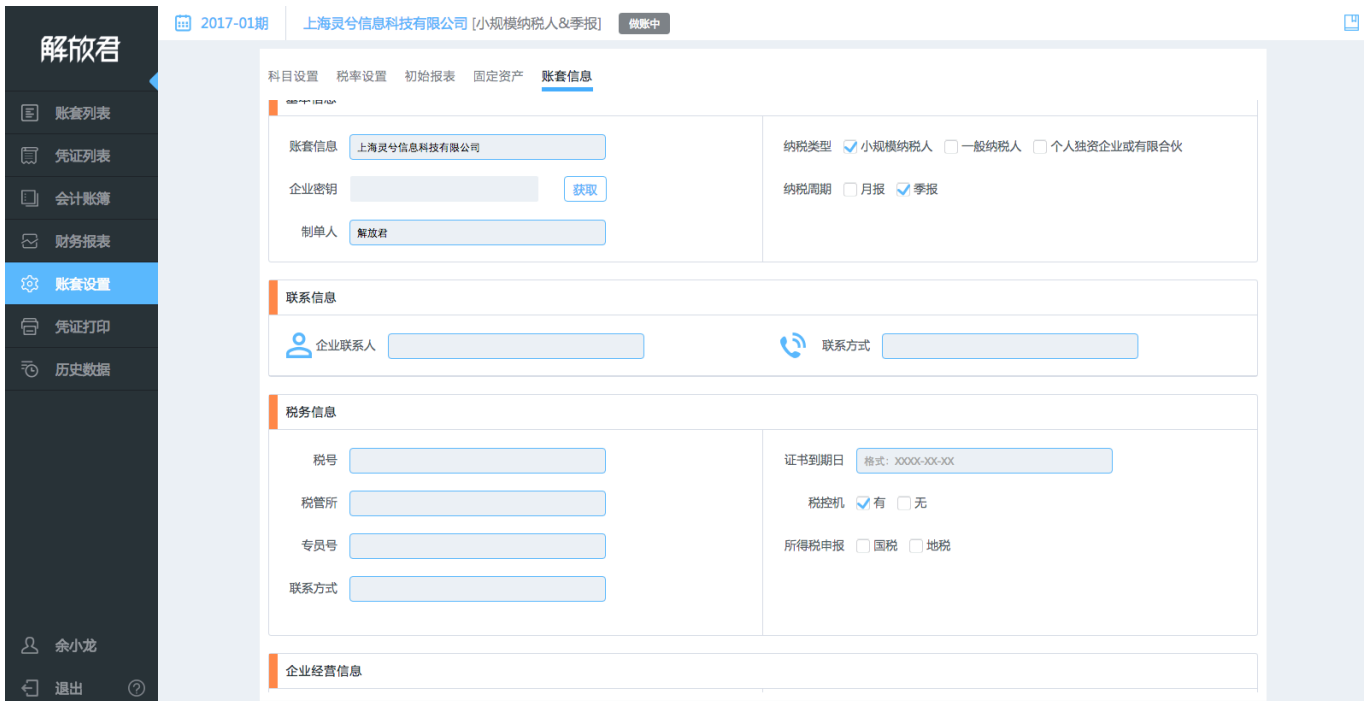 解放君
2017-01期 上海灵兮信息科技有限公司 [小规模纳税人&季报] 做账中
账套列表
凭证列表
会计账簿
财务报表
账套设置
凭证打印
历史数据
余小龙
退出
科目设置 税率设置 初始报表 固定资产 账套信息
基本信息
账套信息 上海灵兮信息科技有限公司
企业密钥 获取
制单人 解放君
纳税类型 小规模纳税人 一般纳税人 个人独资企业或有限合伙
纳税周期 月报 季报
联系信息
企业联系人 联系方式
税务信息
税号
税管所
专员号
联系方式
证书到期日 格式：XXXX-XX-XX
税控机 有 无
所得税申报 国税 地税
企业经营信息